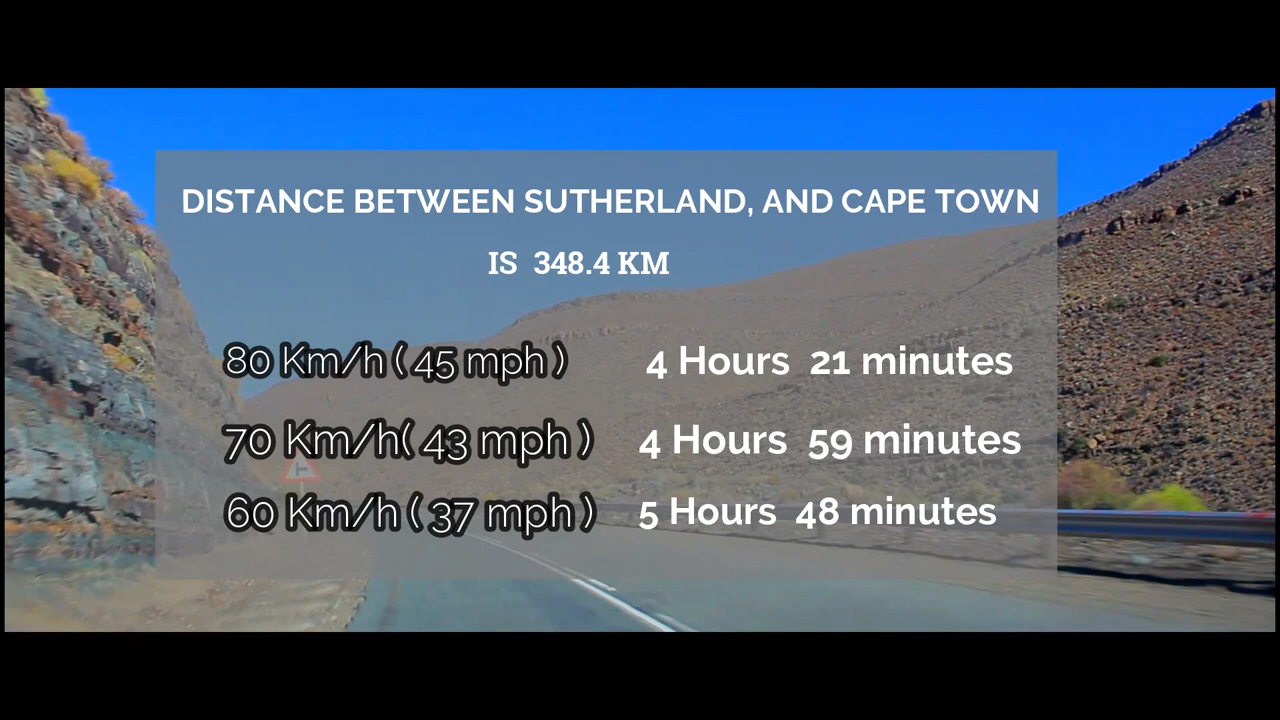 DISTANCE BETWEEN SUTHERLAND, AND CAPE TOWN
IS 348.4 KM
80 Km/h ( 45 mph ) 4 Hours 21 minutes
70 Km/h( 43 mph ) 4 Hours 59 minutes
60 Km/h ( 37 mph ) 5 Hours 48 minutes